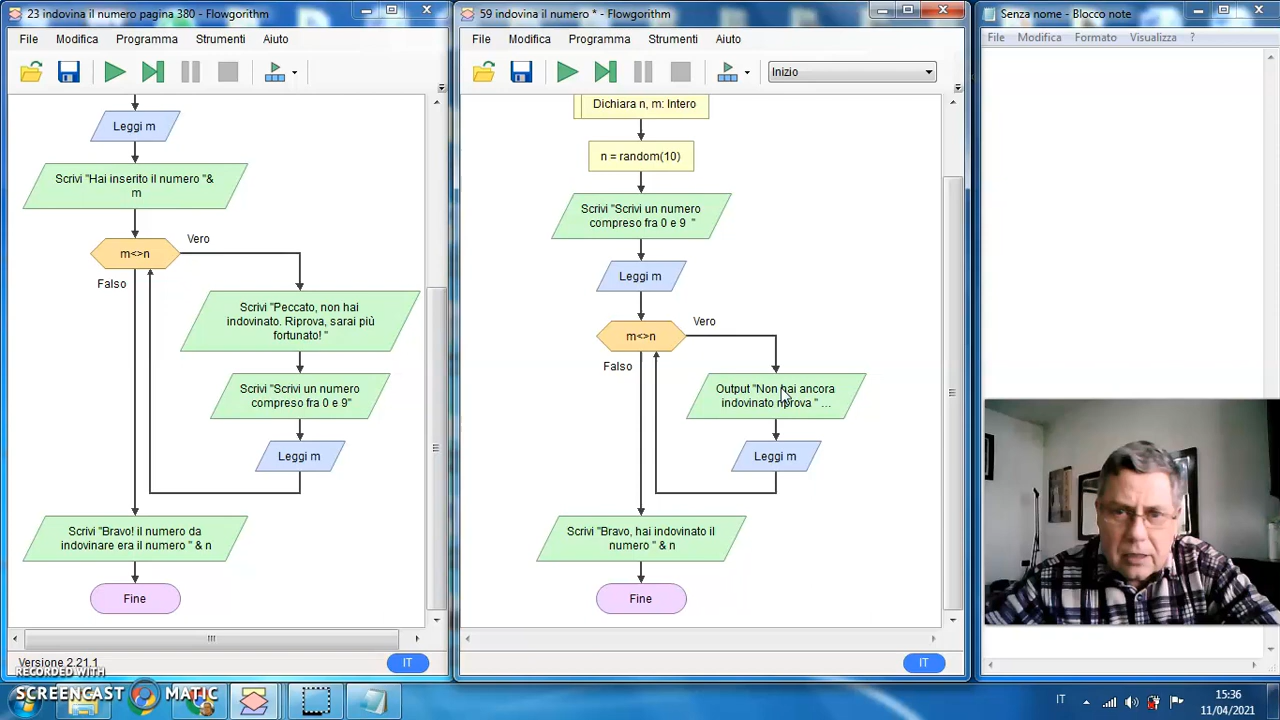 23 indovina il numero pagina 380 - Flowgorithm
File Modifica Programma Strumenti Aiuto
Leggi m
Scrivi "Hai inserito il numero "&
m
m<>n
Vero
Falso
Scrivi "Peccato, non hai
indovinato. Riprova, sarai più
fortunato! "
Scrivi "Scrivi un numero
compreso fra 0 e 9"
Leggi m
Scrivi "Bravo! il numero da
indovinare era il numero " & n
Fine
Versione 2.21.1
IT
59 indovina il numero * - Flowgorithm
File Modifica Programma Strumenti Aiuto
Inizio
Dichiara n, m: Intero
n = random(10)
Scrivi "Scrivi un numero
compreso fra 0 e 9 "
Leggi m
m<>n
Vero
Falso
Output "Non hai ancora
indovinato riprova " ...
Leggi m
Scrivi "Bravo, hai indovinato il
numero " & n
Fine
IT
Senza nome - Blocco note
File Modifica Formato Visualizza ?
RECORDED WITH
SCREENCAST MATIC
IT
15:36
11/04/2021